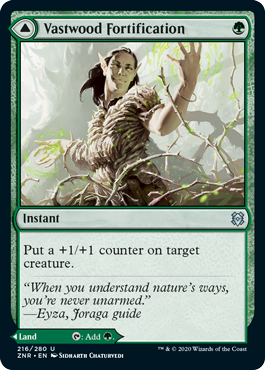 Vastwood Fortification
Instant
Put a +1/+1 counter on target
creature.
“When you understand nature’s ways,
you’re never unarmed.”
—Eyza, Joraga guide
Land
: Add .
216/280 U
ZNR • EN Sidharth Chaturvedi
™ & © 2020 Wizards of the Coast